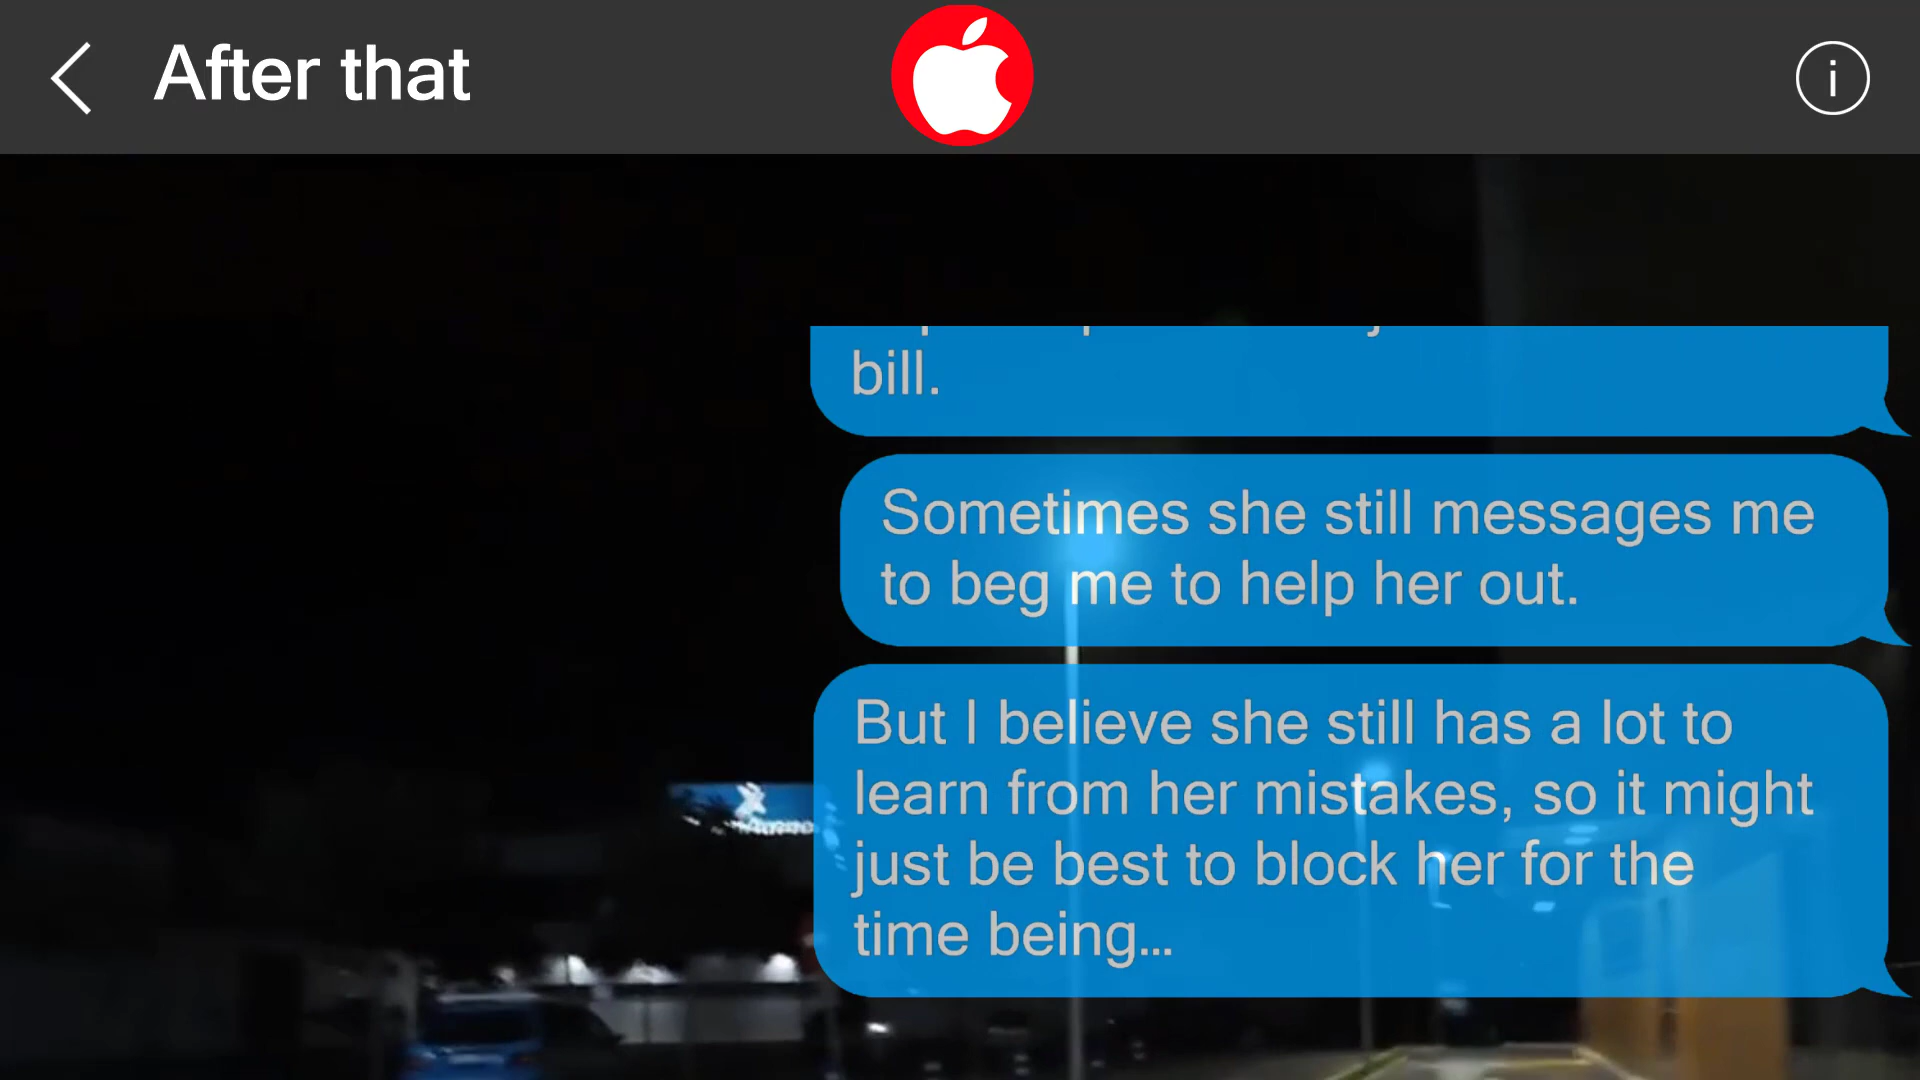 After that
bill.
Sometimes she still messages me
to beg me to help her out.
But I believe she still has a lot to
learn from her mistakes, so it might
just be best to block her for the
time being...